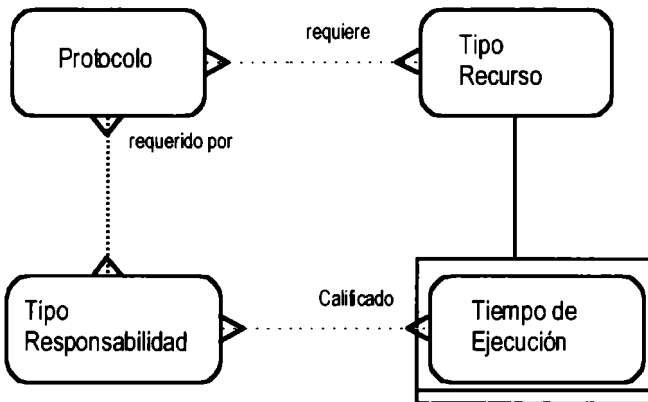 requiere
Protocolo
Tipo
Recurso
requerido por
Tipo
Responsabilidad
Calificado
Tiempo de
Ejecución